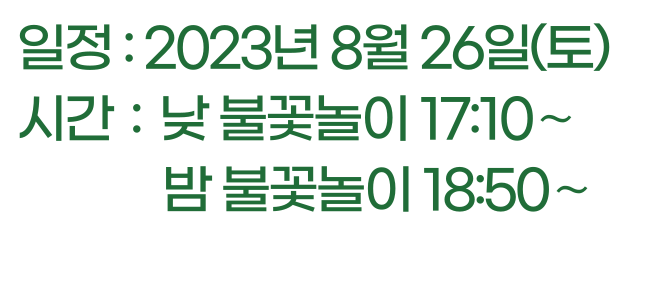 일정 : 2023년 8월 26일(토)
시간 : 낮 불꽃놀이 17:10~
밤 불꽃놀이 18:50~